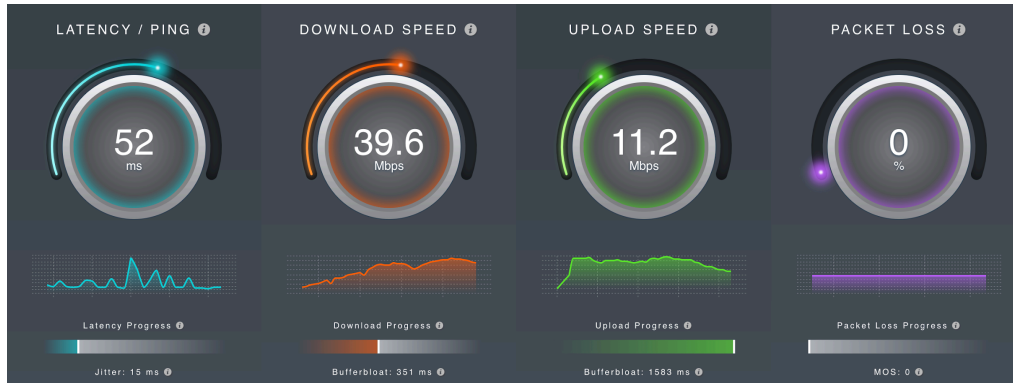 LATENCY / PING
52
ms
Latency Progress
Jitter: 15 ms
DOWNLOAD SPEED
39.6
Mbps
Download Progress
Bufferbloat: 351 ms
UPLOAD SPEED
11.2
Mbps
Upload Progress
Bufferbloat: 1583 ms
PACKET LOSS
0
%
Packet Loss Progress
MOS: 0